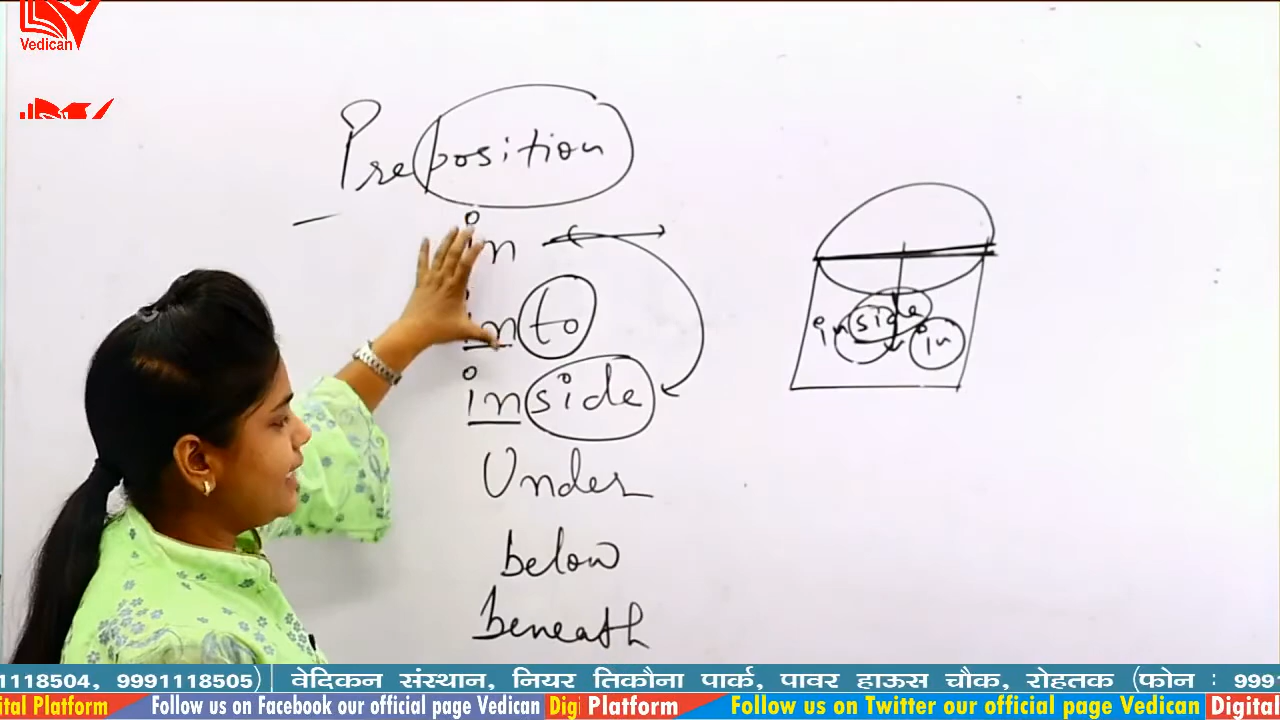 Vedican
Preposition
in
into
inside
inside
in
Under
below
beneath
1118504, 9991118505) | वेदिकन संस्थान, नियर तिकौना पार्क, पावर हाऊस चौक, रोहतक (फोन : 9991
ital Platform Follow us on Facebook our official page Vedican Digi Platform Follow us on Twitter our official page Vedican Digital